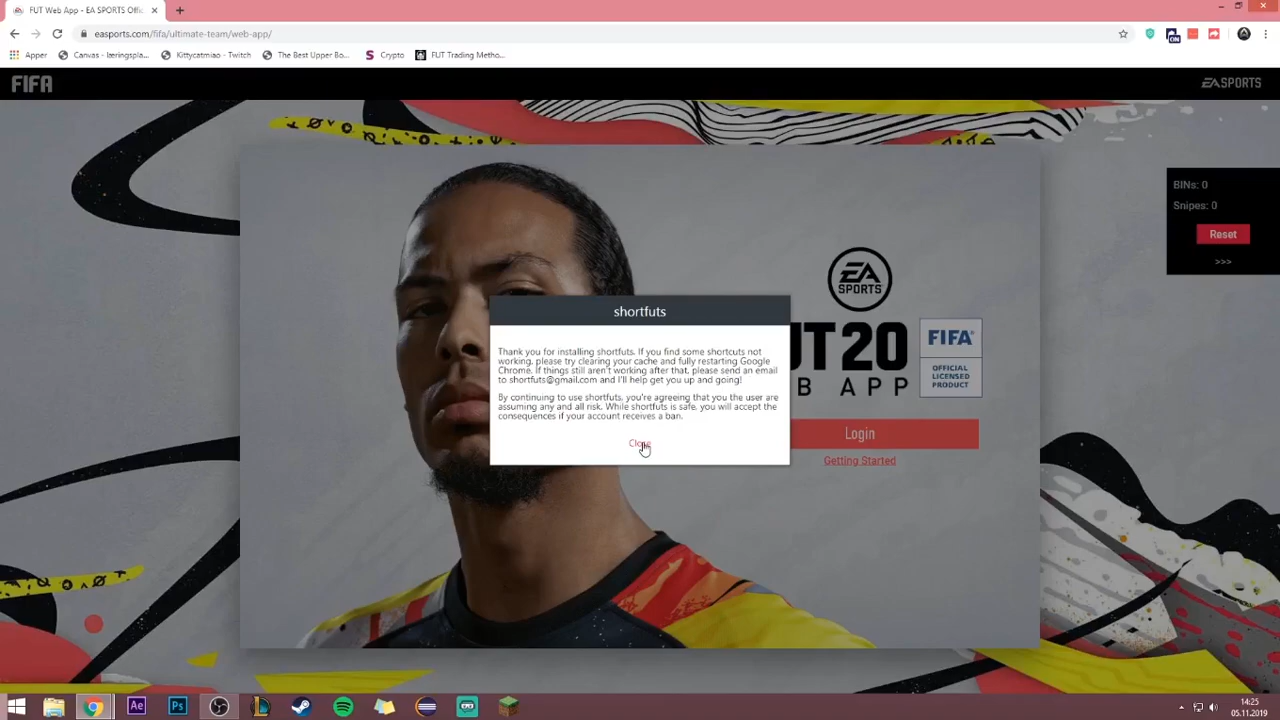 FUT Web App - EA SPORTS Offi
easports.com/fifa/ultimate-team/web-app/
Apper
Canvas - læringspla...
Kittycatmiao - Twitch
The Best Upper Bo...
Crypto
FUT Trading Metho...
FIFA
EA SPORTS
BINs: 0
Snipes: 0
Reset
>>>
EA
SPORTS
UT20
B APP
FIFA
OFFICIAL
LICENSED
PRODUCT
shortfuts
Thank you for installing shortfuts. If you find some shortcuts not
working, please try clearing your cache and fully restarting Google
Chrome. If things still aren't working after that, please send an email
to shortfuts@gmail.com and I'll help get you up and going!
By continuing to use shortfuts, you're agreeing that you the user are
assuming any and all risk. While shortfuts is safe, you will accept the
consequences if your account receives a ban.
Close
Login
Getting Started
Ae
Ps
14:25
05.11.2019